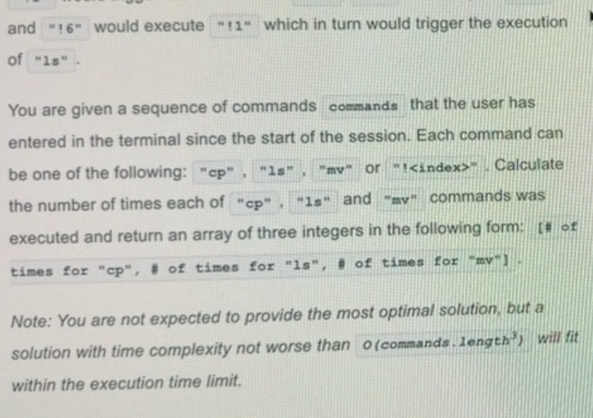 and "!6" would execute "!1" which in turn would trigger the execution
of "ls" .
You are given a sequence of commands commands that the user has
entered in the terminal since the start of the session. Each command can
be one of the following: "cp" , "ls" , "mv" or "!<index>" . Calculate
the number of times each of "cp" , "ls" and "mv" commands was
executed and return an array of three integers in the following form: [# of
times for "cp", # of times for "ls", # of times for "mv"] .
Note: You are not expected to provide the most optimal solution, but a
solution with time complexity not worse than O(commands.length³) will fit
within the execution time limit.